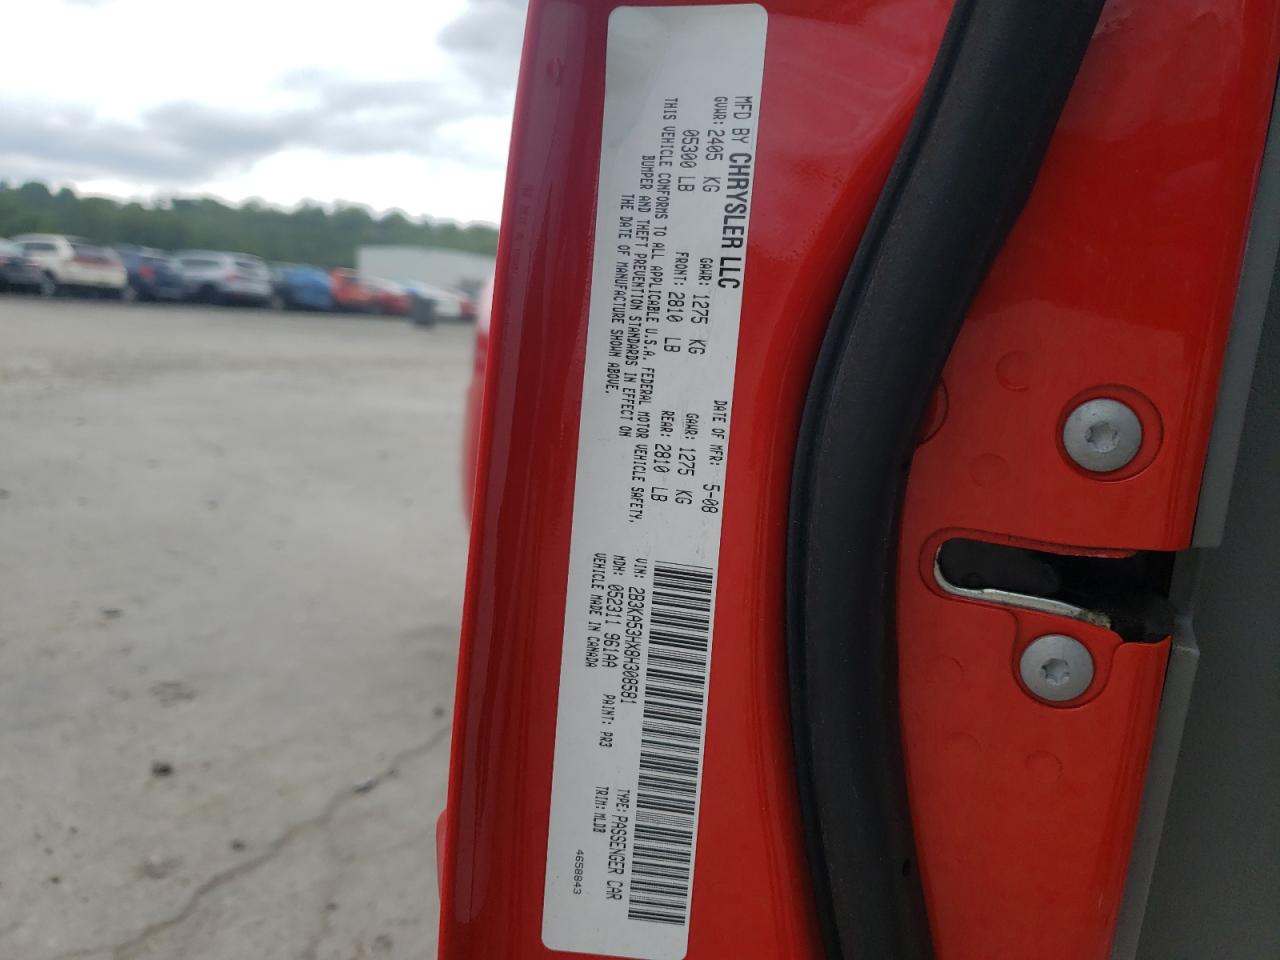 MFD BY CHRYSLER LLC
DATE OF MFR: 5-08
GVWR: 2405 KG
GAWR: 1275 KG
GAWR: 1275 KG
05300 LB
FRONT: 2810 LB
REAR: 2810 LB
THIS VEHICLE CONFORMS TO ALL APPLICABLE U.S.A. FEDERAL MOTOR VEHICLE SAFETY,
BUMPER AND THEFT PREVENTION STANDARDS IN EFFECT ON
THE DATE OF MANUFACTURE SHOWN ABOVE.
VIN: 2B3KA53HX8H308581
TYPE: PASSENGER CAR
MDH: 052311 961AA
PAINT: PR3
TRIM: MLD8
VEHICLE MADE IN CANADA
4658843